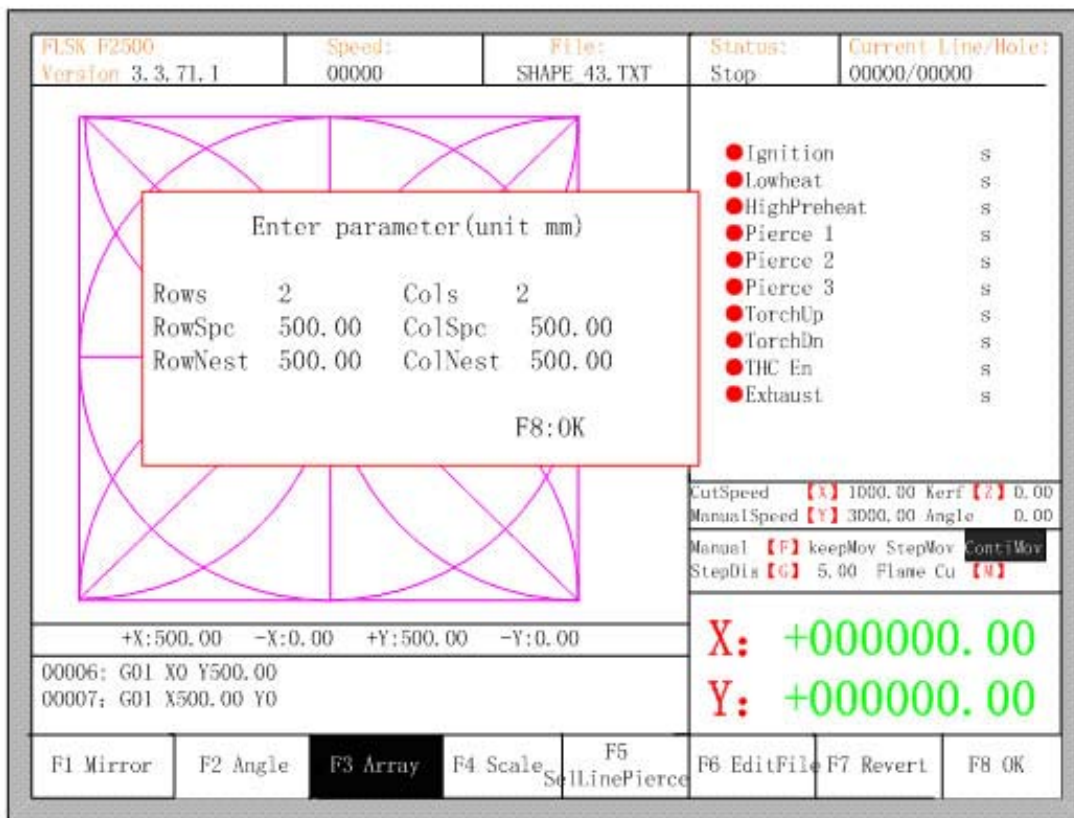 FLSK F2500
Version 3.3.71.1
Speed:
00000
File:
SHAPE 43.TXT
Status:
Stop
Current Line/Hole:
00000/00000
Ignition s
Lowheat s
HighPreheat s
Pierce 1 s
Pierce 2 s
Pierce 3 s
TorchUp s
TorchDn s
THC En s
Exhaust s
Enter parameter(unit mm)
Rows 2 Cols 2
RowSpc 500.00 ColSpc 500.00
RowNest 500.00 ColNest 500.00
F8:OK
CutSpeed 【X】 1000.00 Kerf 【Z】 0.00
ManualSpeed 【Y】 3000.00 Angle 0.00
Manual 【F】 keepMov StepMov ContiMov
StepDis 【G】 5.00 Flame Cu 【M】
+X:500.00 -X:0.00 +Y:500.00 -Y:0.00
00006: G01 X0 Y500.00
00007: G01 X500.00 Y0
X: +000000.00
Y: +000000.00
F1 Mirror
F2 Angle
F3 Array
F4 Scale
F5
SelLinePierce
F6 EditFile
F7 Revert
F8 OK